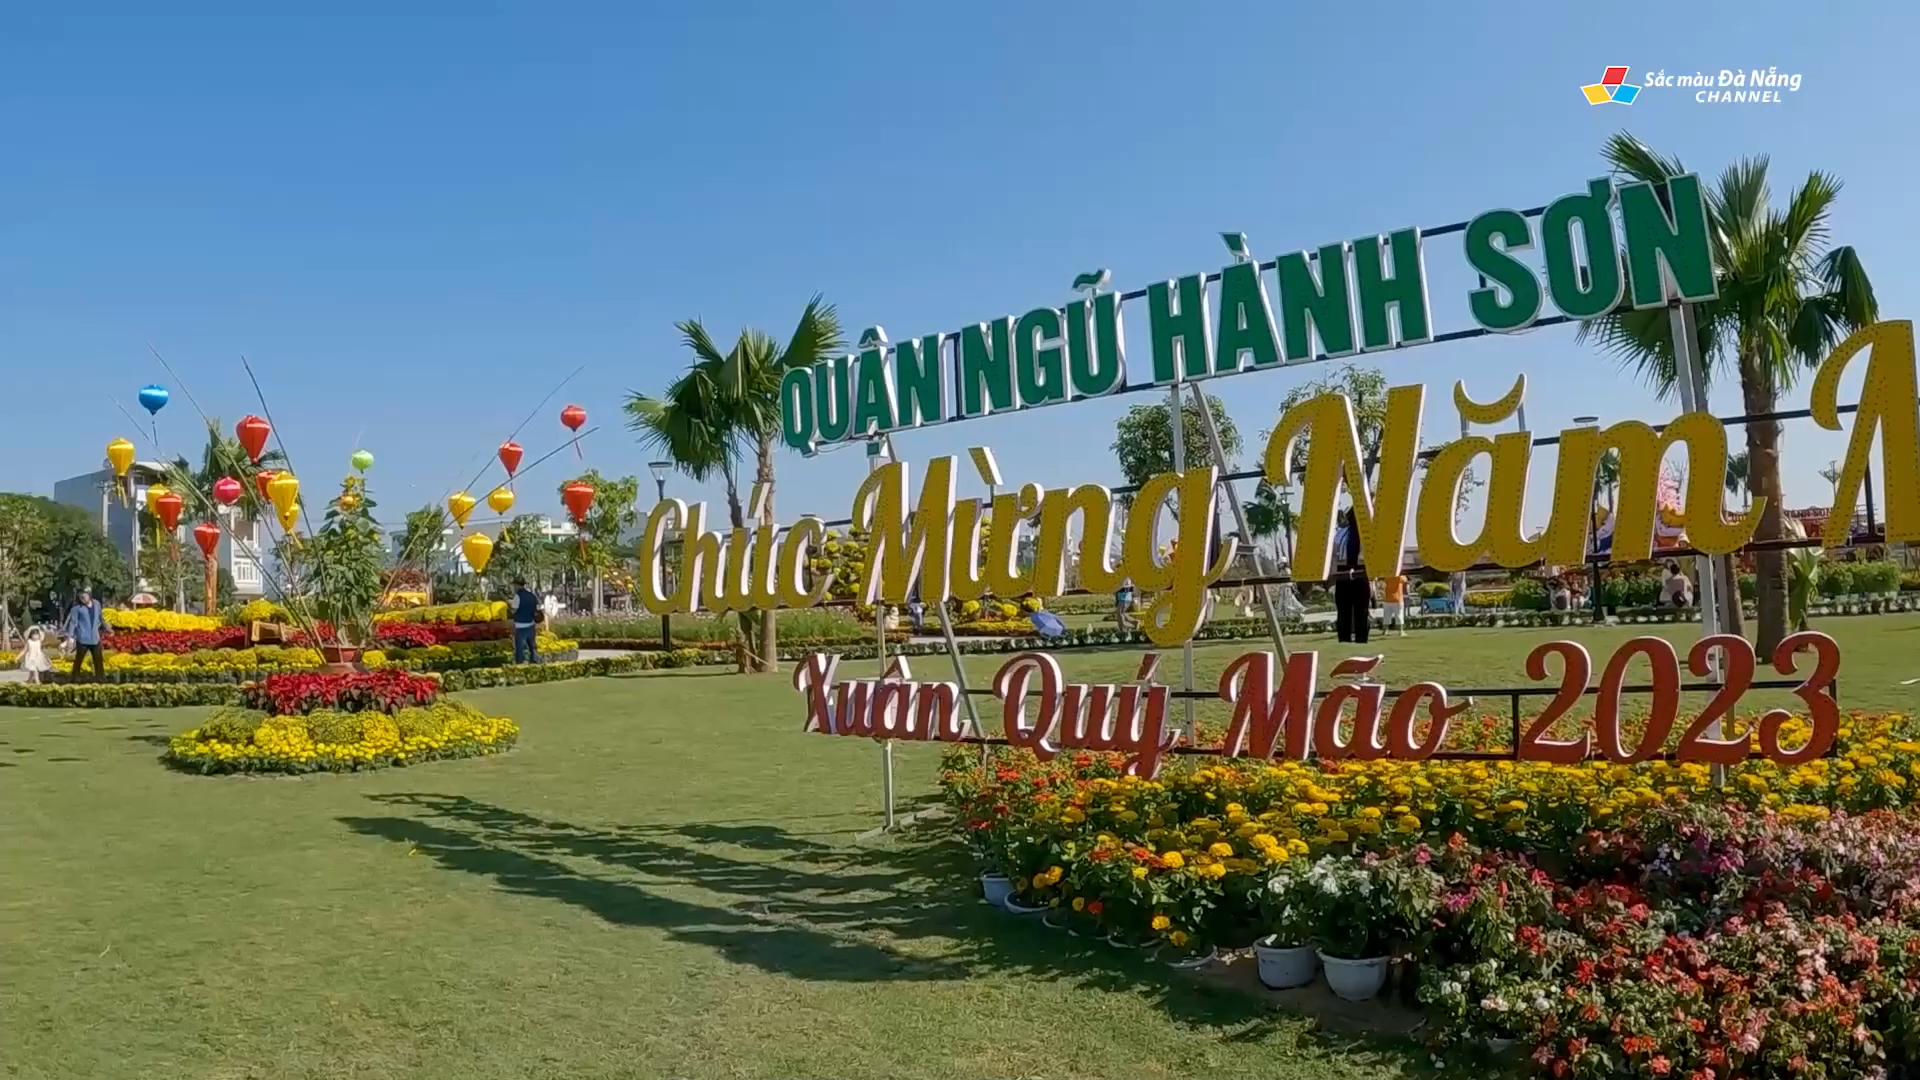 Sắc màu Đà Nẵng
CHANNEL
QUẬN NGŨ HÀNH SƠN
Chúc Mừng Năm M
Xuân Quý Mão 2023